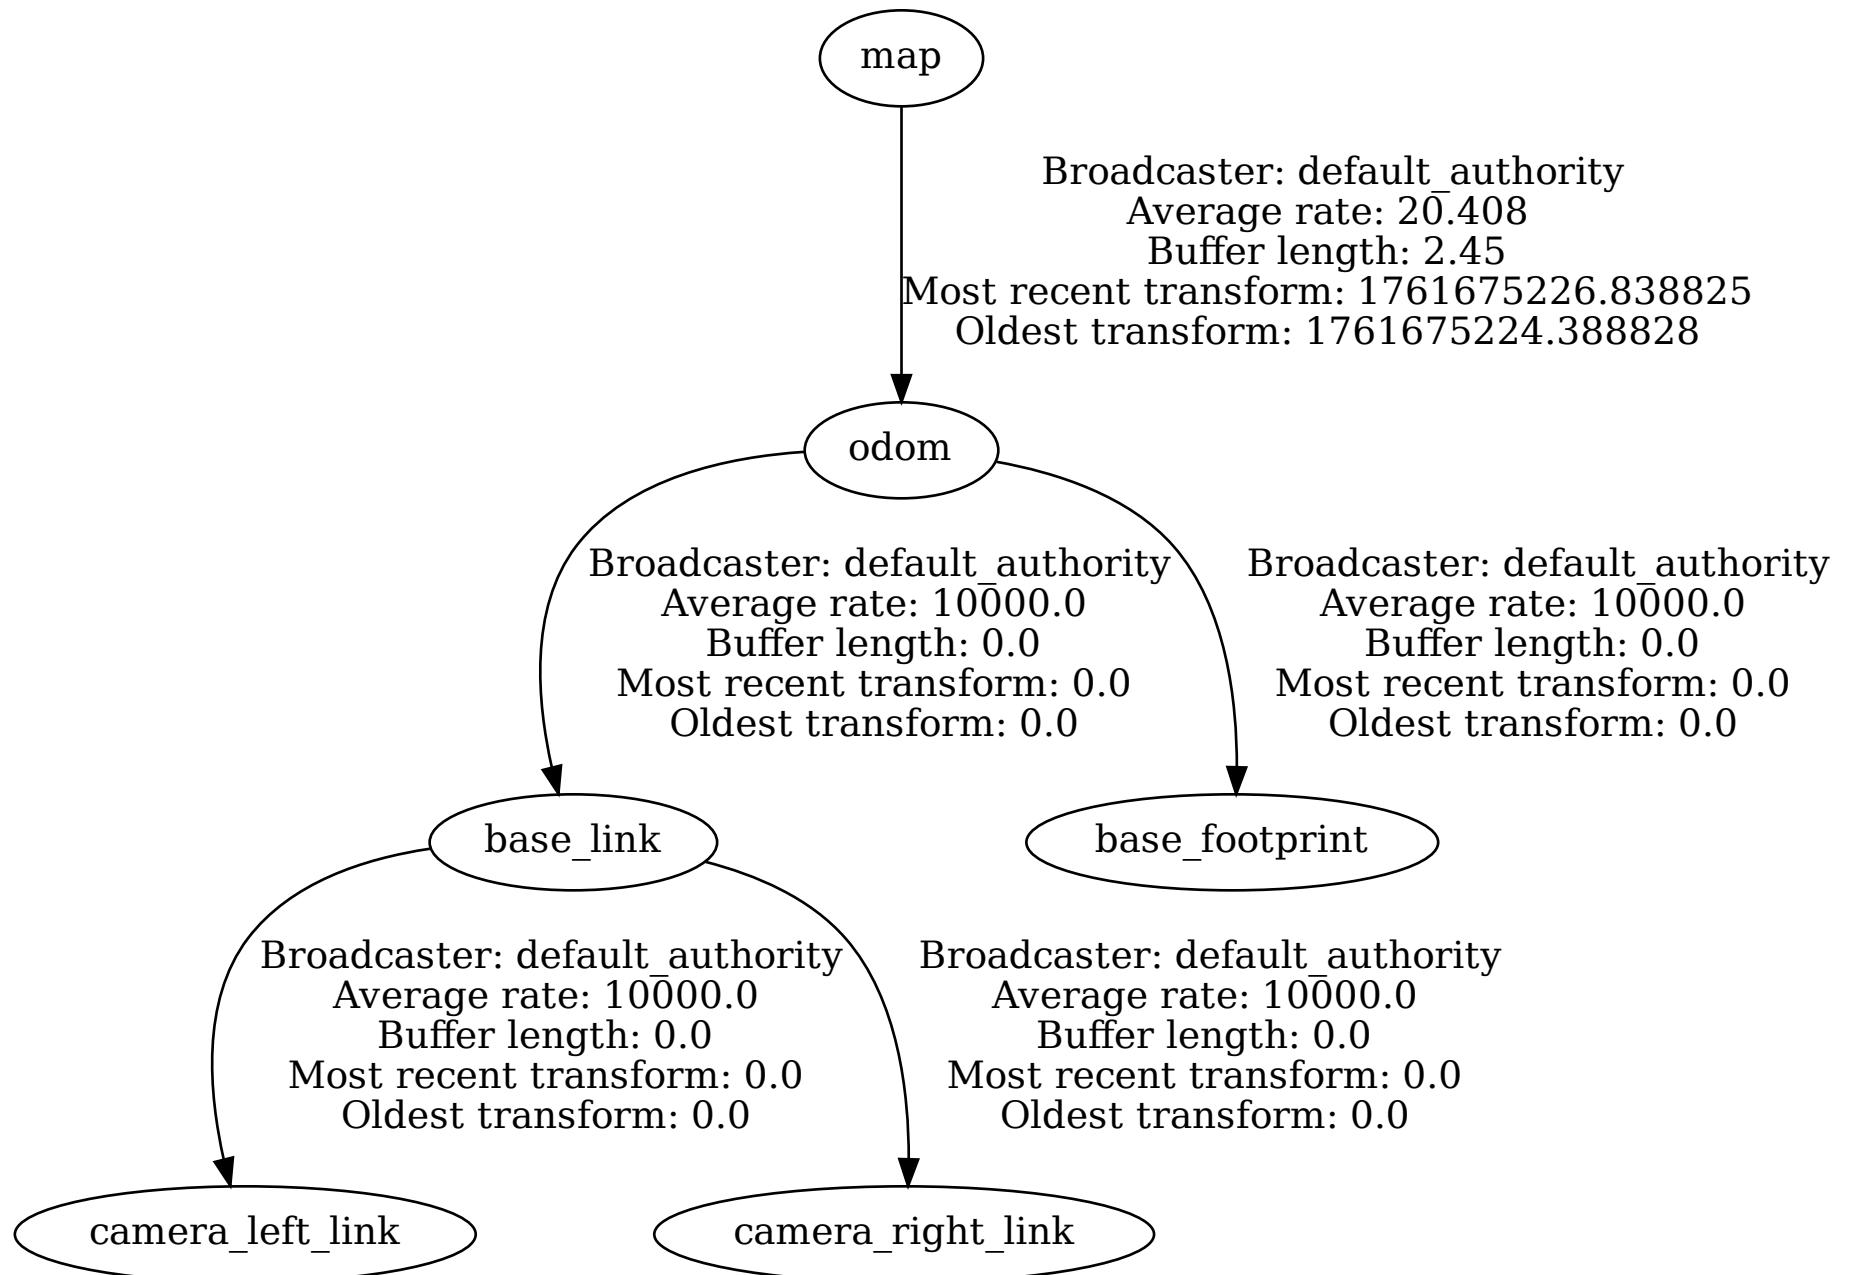 map
Broadcaster: default_authority
Average rate: 20.408
Buffer length: 2.45
Most recent transform: 1761675226.838825
Oldest transform: 1761675224.388828
odom
Broadcaster: default_authority
Average rate: 10000.0
Buffer length: 0.0
Most recent transform: 0.0
Oldest transform: 0.0
Broadcaster: default_authority
Average rate: 10000.0
Buffer length: 0.0
Most recent transform: 0.0
Oldest transform: 0.0
base_link
base_footprint
Broadcaster: default_authority
Average rate: 10000.0
Buffer length: 0.0
Most recent transform: 0.0
Oldest transform: 0.0
Broadcaster: default_authority
Average rate: 10000.0
Buffer length: 0.0
Most recent transform: 0.0
Oldest transform: 0.0
camera_left_link
camera_right_link